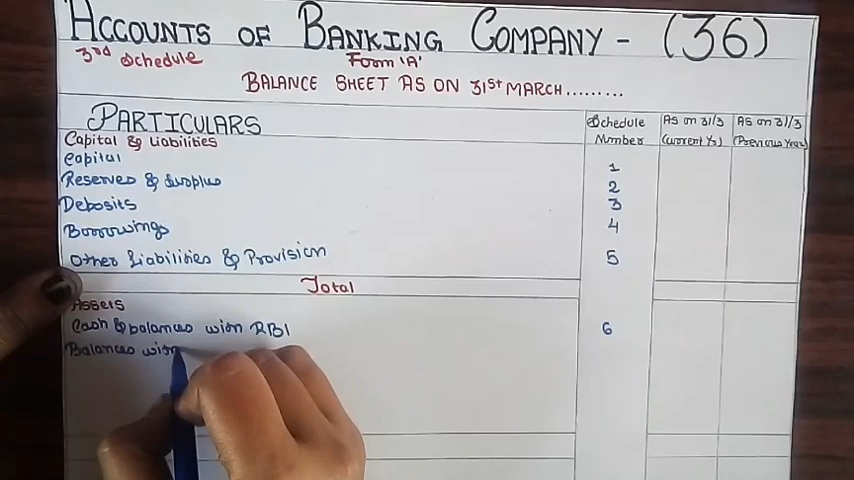 ACCOUNTS OF BANKING COMPANY - (36)
3rd Schedule
Form 'A'
BALANCE SHEET AS ON 31ST MARCH.........
PARTICULARS
Schedule Number
As on 31/3 (Current Yr)
As on 31/3 (Previous Year)
Capital & Liabilities
Capital 1
Reserves & Surplus 2
Deposits 3
Borrowings 4
Other Liabilities & Provision 5
Total
Assets
Cash & balances with RBI 6
Balances with